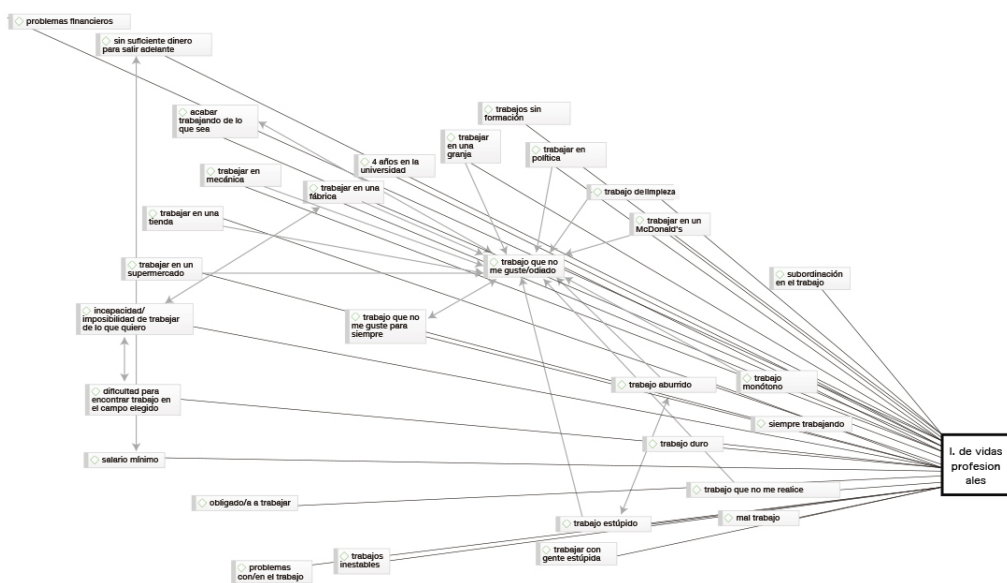 problemas financieros
sin suficiente dinero
para salir adelante
acabar
trabajando de lo
que sea
trabajos sin
formación
trabajar
en una
granja
trabajar en
política
4 años en la
universidad
trabajar en
mecánica
trabajar en una
fábrica
trabajo de limpieza
trabajar en una
tienda
trabajar en un
McDonald's
trabajar en un
supermercado
trabajo que no
me guste/odiado
subordinación
en el trabajo
incapacidad/
imposibilidad de trabajar
de lo que quiero
trabajo que no
me guste para
siempre
dificultad para
encontrar trabajo en
el campo elegido
trabajo aburrido
trabajo
monótono
siempre trabajando
trabajo duro
I. de vidas
profesion
ales
salario mínimo
trabajo que no me realice
obligado/a a trabajar
trabajo estúpido
mal trabajo
trabajar con
gente estúpida
trabajos
inestables
problemas
con/en el trabajo